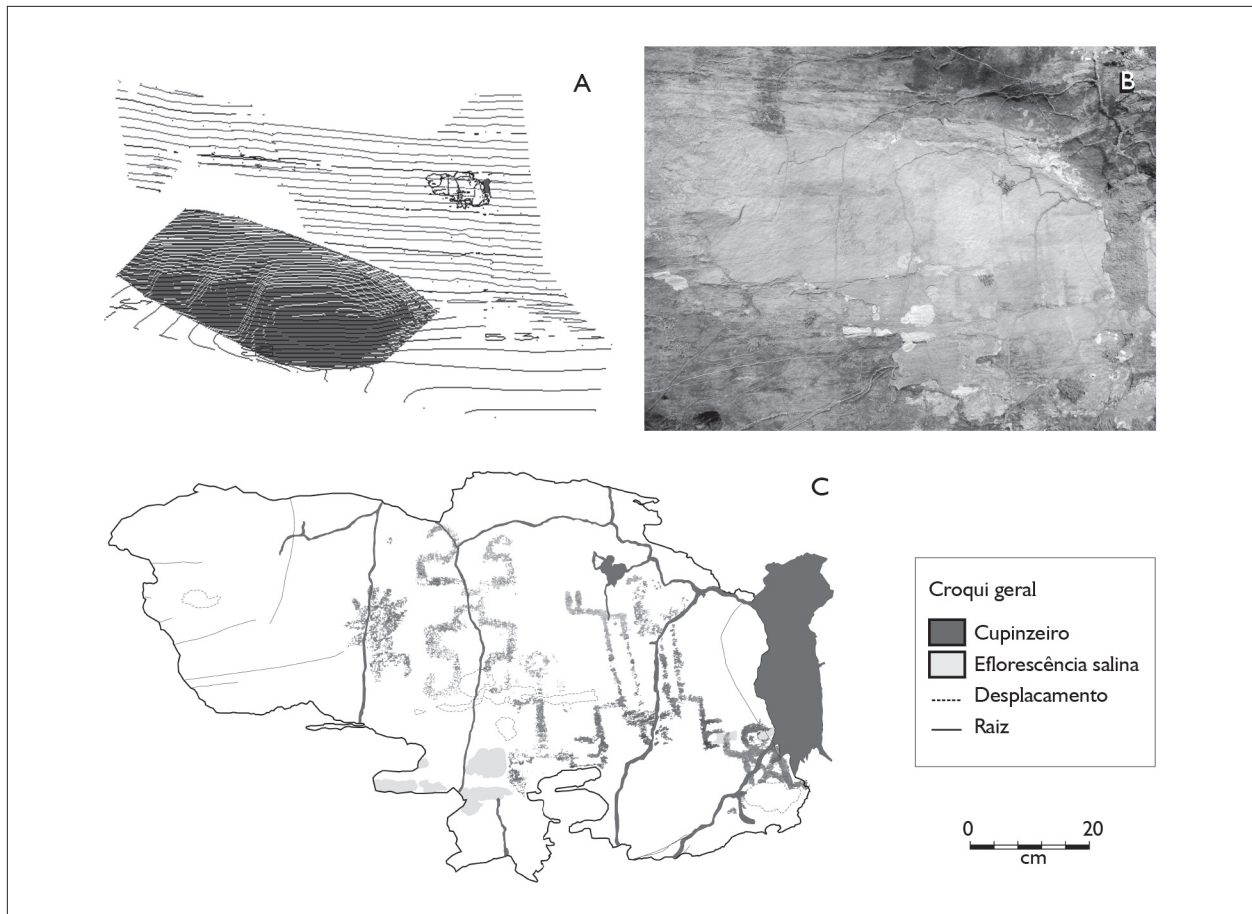 A
B
C
Croqui geral
Cupinzeiro
Eflorescência salina
Desplacamento
Raiz
0 20
cm